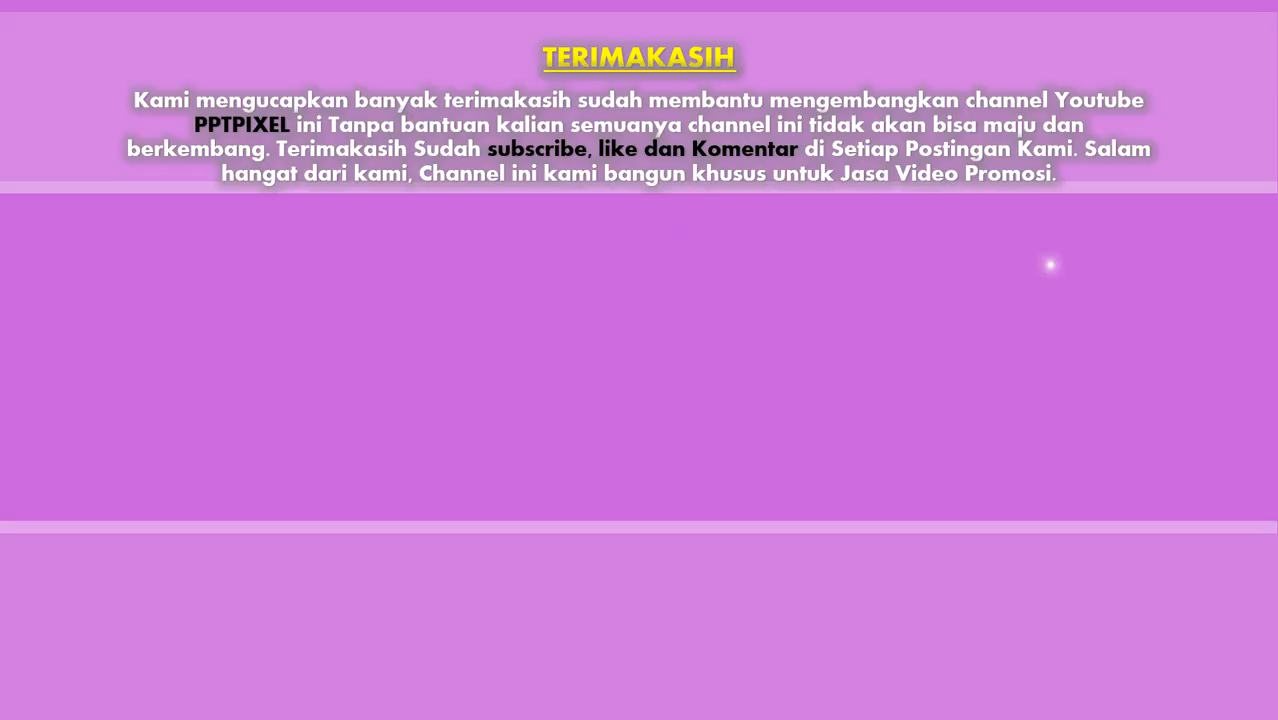 TERIMAKASIH
Kami mengucapkan banyak terimakasih sudah membantu mengembangkan channel Youtube
PPTPIXEL ini Tanpa bantuan kalian semuanya channel ini tidak akan bisa maju dan
berkembang. Terimakasih Sudah subscribe, like dan Komentar di Setiap Postingan Kami. Salam
hangat dari kami, Channel ini kami bangun khusus untuk Jasa Video Promosi.